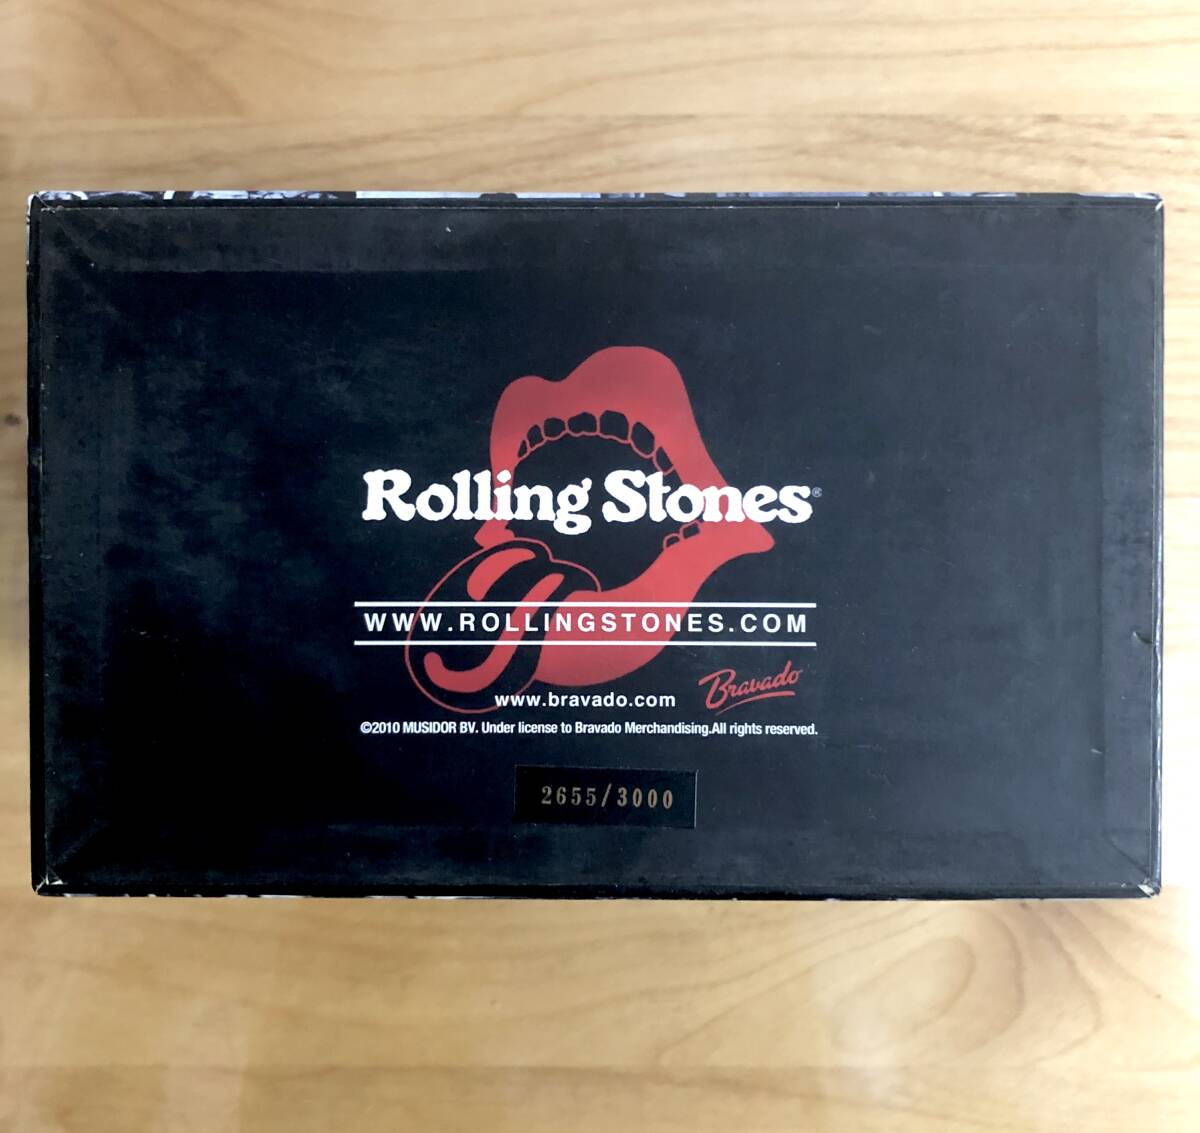 Rolling Stones®
WWW.ROLLINGSTONES.COM
www.bravado.com Bravado
©2010 MUSIDOR BV. Under license to Bravado Merchandising.All rights reserved.
2655/3000